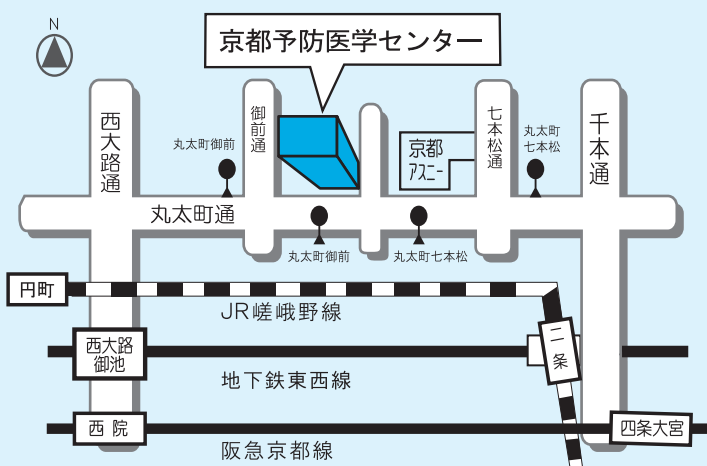 N
京都予防医学センター
西大路通
御前通
七本松通
千本通
丸太町御前
京都
アスニー
丸太町
七本松
丸太町通
丸太町御前
丸太町七本松
円町
JR嵯峨野線
西大路
御池
二条
地下鉄東西線
西院
四条大宮
阪急京都線